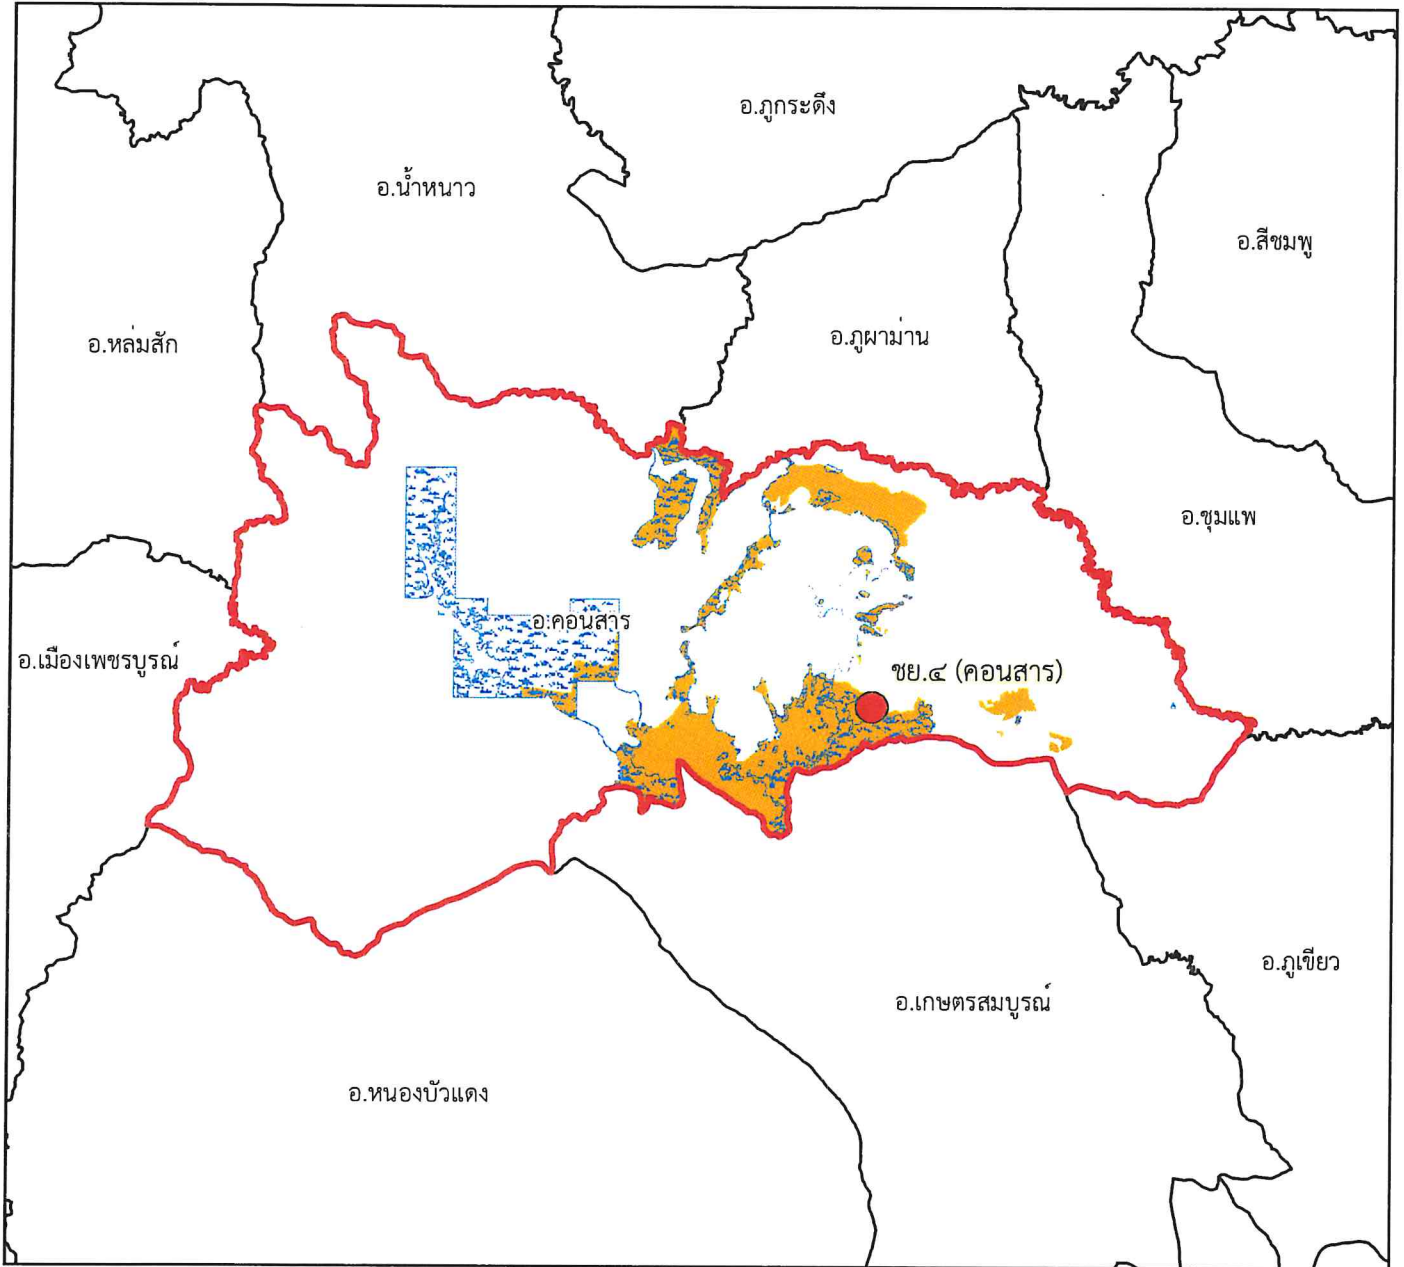 อ.ภูกระดึง
อ.น้ำหนาว
อ.สีชมพู
อ.หล่มสัก
อ.ภูผาม่าน
อ.ชุมแพ
อ.คอนสาร
อ.เมืองเพชรบูรณ์
ชย.๔ (คอนสาร)
อ.ภูเขียว
อ.เกษตรสมบูรณ์
อ.หนองบัวแดง